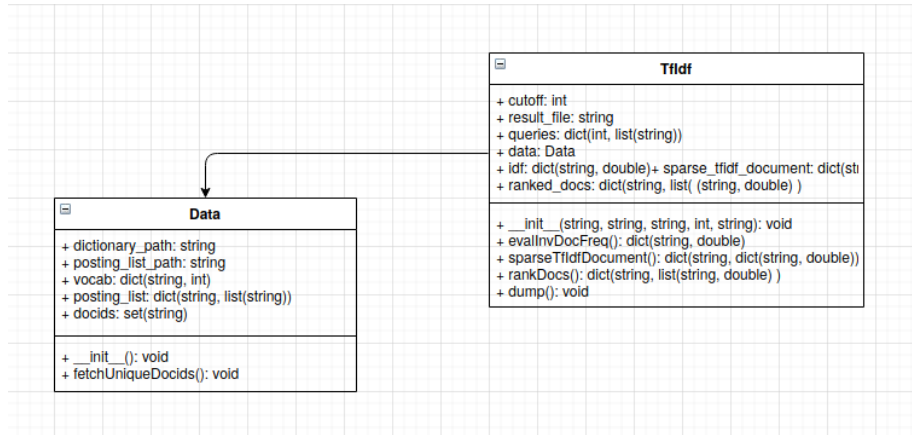 TfIdf
+ cutoff: int
+ result_file: string
+ queries: dict(int, list(string))
+ data: Data
+ idf: dict(string, double)+ sparse_tfidf_document: dict(stı
+ ranked_docs: dict(string, list( (string, double) )
+ __init__(string, string, string, int, string): void
+ evalInvDocFreq(): dict(string, double)
+ sparseTfIdfDocument(): dict(string, dict(string, double))
+ rankDocs(): dict(string, list(string, double) )
+ dump(): void
Data
+ dictionary_path: string
+ posting_list_path: string
+ vocab: dict(string, int)
+ posting_list: dict(string, list(string))
+ docids: set(string)
+ __init__(): void
+ fetchUniqueDocids(): void